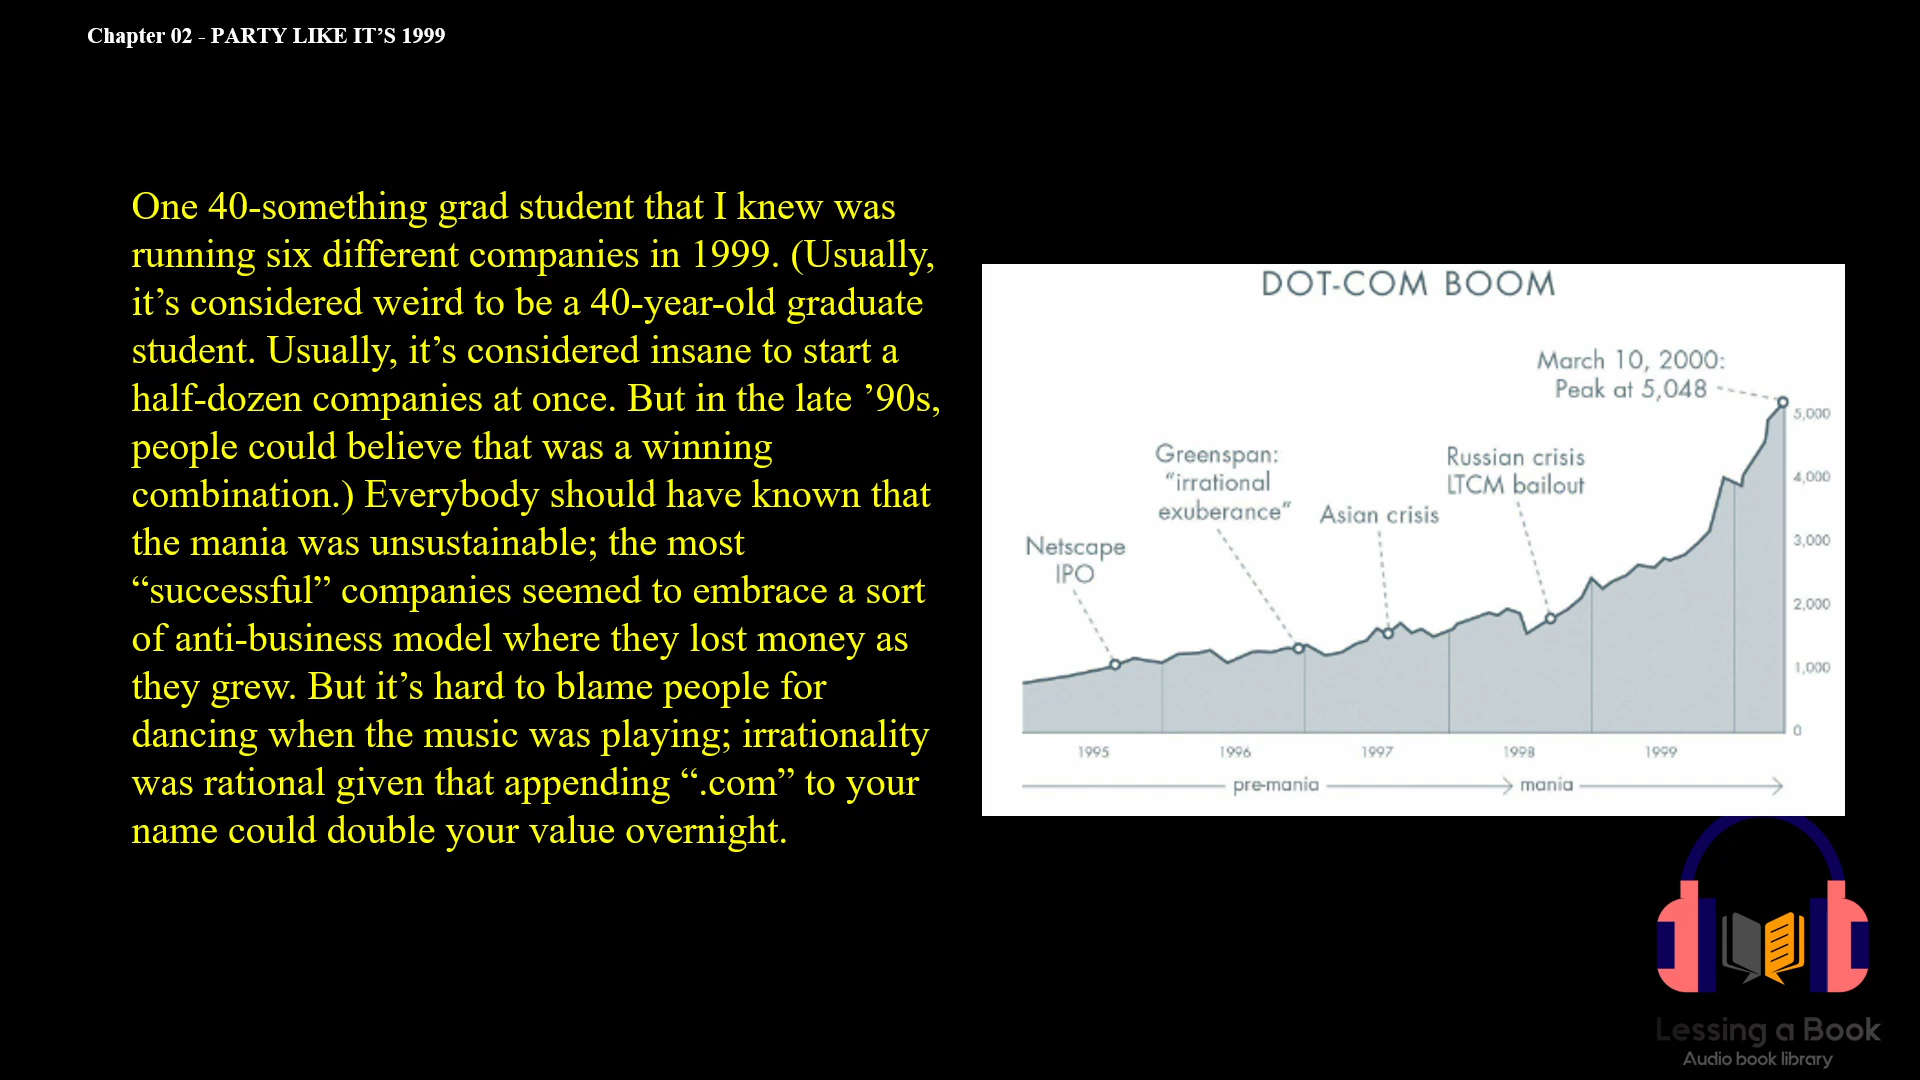 Chapter 02 - PARTY LIKE IT’S 1999
One 40-something grad student that I knew was
running six different companies in 1999. (Usually,
it’s considered weird to be a 40-year-old graduate
student. Usually, it’s considered insane to start a
half-dozen companies at once. But in the late ’90s,
people could believe that was a winning
combination.) Everybody should have known that
the mania was unsustainable; the most
“successful” companies seemed to embrace a sort
of anti-business model where they lost money as
they grew. But it’s hard to blame people for
dancing when the music was playing; irrationality
was rational given that appending “.com” to your
name could double your value overnight.
DOT-COM BOOM
March 10, 2000:
Peak at 5,048
Greenspan:
“irrational
exuberance”
Asian crisis
Russian crisis
LTCM bailout
Netscape
IPO
5,000
4,000
3,000
2,000
1,000
0
1995 1996 1997 1998 1999
pre-mania mania
Lessing a Book
Audio book library